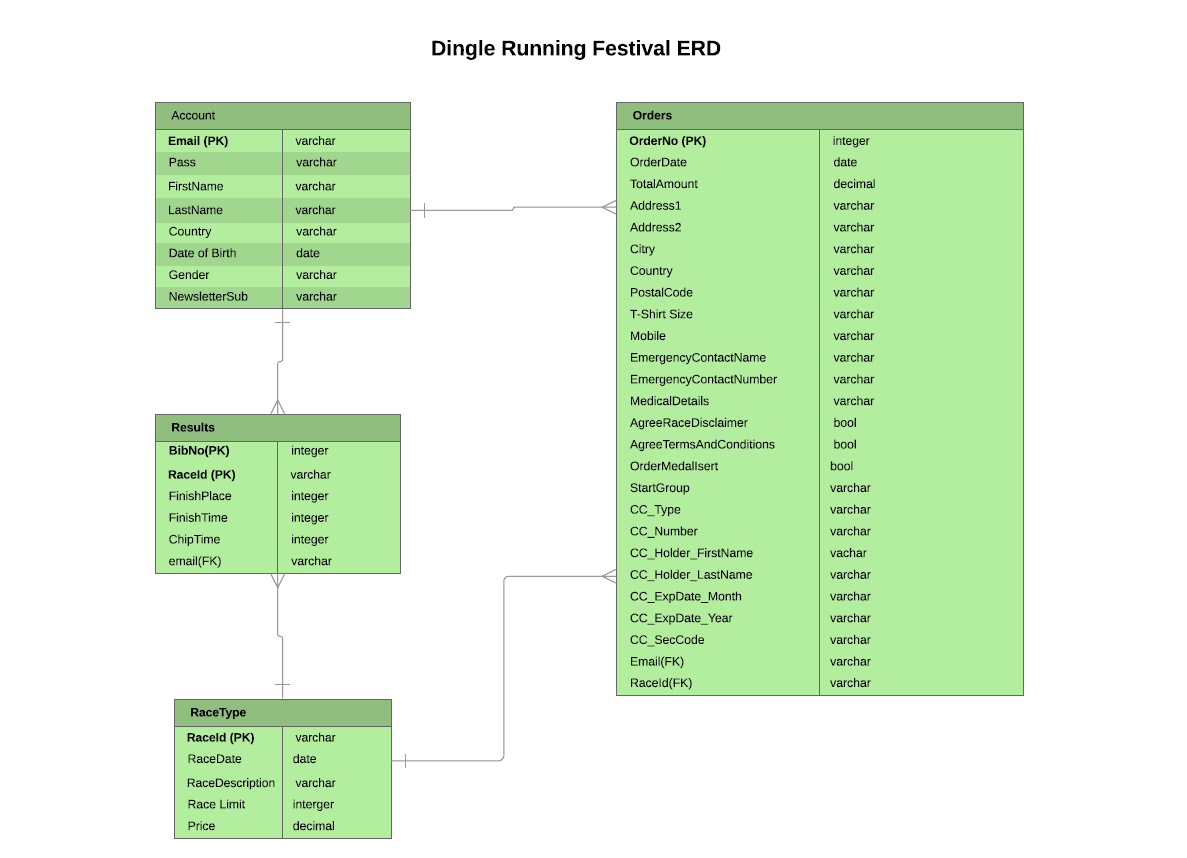 Dingle Running Festival ERD
Account
Email (PK) varchar
Pass varchar
FirstName varchar
LastName varchar
Country varchar
Date of Birth date
Gender varchar
NewsletterSub varchar
Orders
OrderNo (PK) integer
OrderDate date
TotalAmount decimal
Address1 varchar
Address2 varchar
Citry varchar
Country varchar
PostalCode varchar
T-Shirt Size varchar
Mobile varchar
EmergencyContactName varchar
EmergencyContactNumber varchar
MedicalDetails varchar
AgreeRaceDisclaimer bool
AgreeTermsAndConditions bool
OrderMedalIsert bool
StartGroup varchar
CC_Type varchar
CC_Number varchar
CC_Holder_FirstName vachar
CC_Holder_LastName varchar
CC_ExpDate_Month varchar
CC_ExpDate_Year varchar
CC_SecCode varchar
Email(FK) varchar
RaceId(FK) varchar
Results
BibNo(PK) integer
RaceId (PK) varchar
FinishPlace integer
FinishTime integer
ChipTime integer
email(FK) varchar
RaceType
RaceId (PK) varchar
RaceDate date
RaceDescription varchar
Race Limit interger
Price decimal